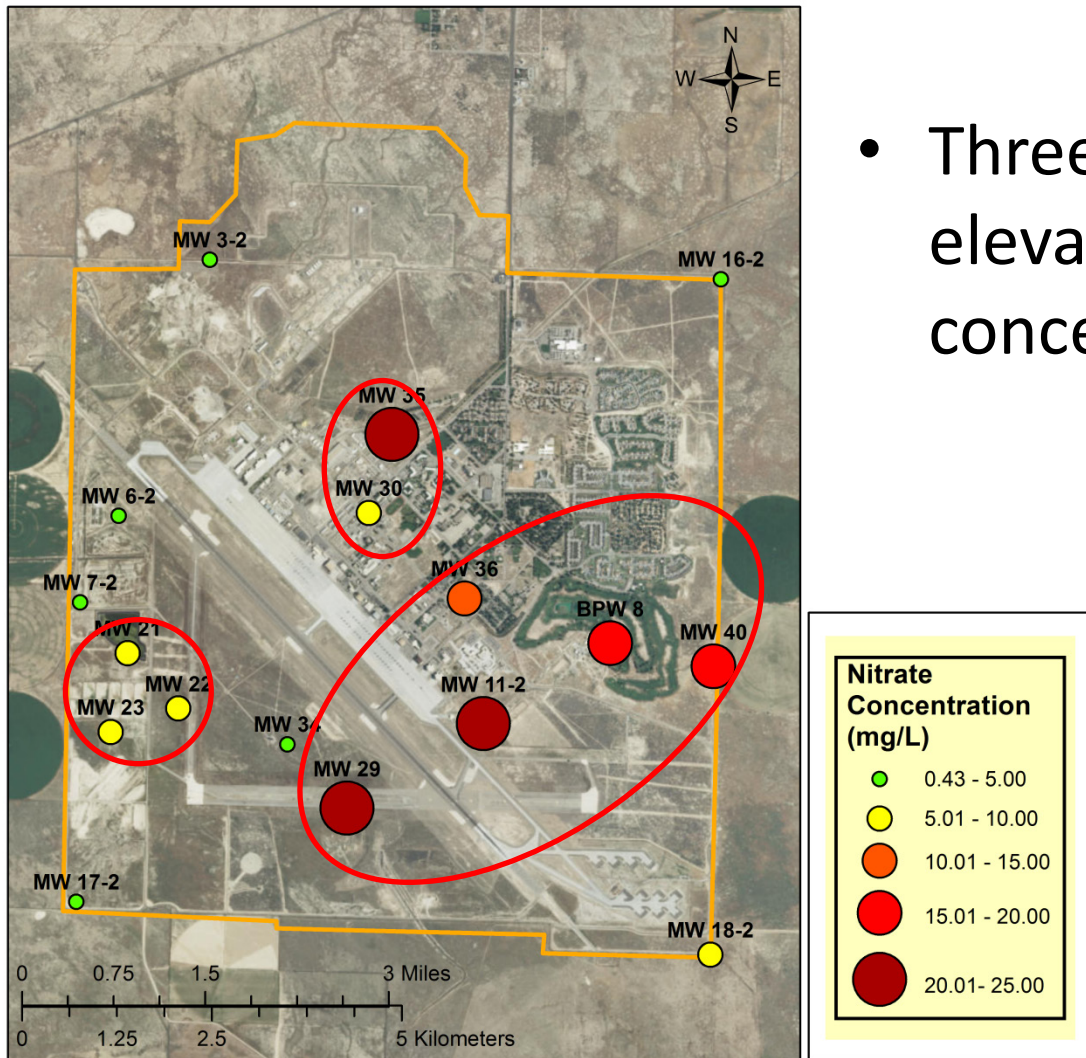 N
W E
S
MW 3-2
MW 16-2
MW 35
MW 30
MW 6-2
MW 7-2
MW 36
BPW 8
MW 40
MW 21
MW 22
MW 23
MW 11-2
MW 34
MW 29
MW 17-2
MW 18-2
0 0.75 1.5 3 Miles
0 1.25 2.5 5 Kilometers
• Three
eleva
conce
Nitrate
Concentration
(mg/L)
0.43 - 5.00
5.01 - 10.00
10.01 - 15.00
15.01 - 20.00
20.01- 25.00